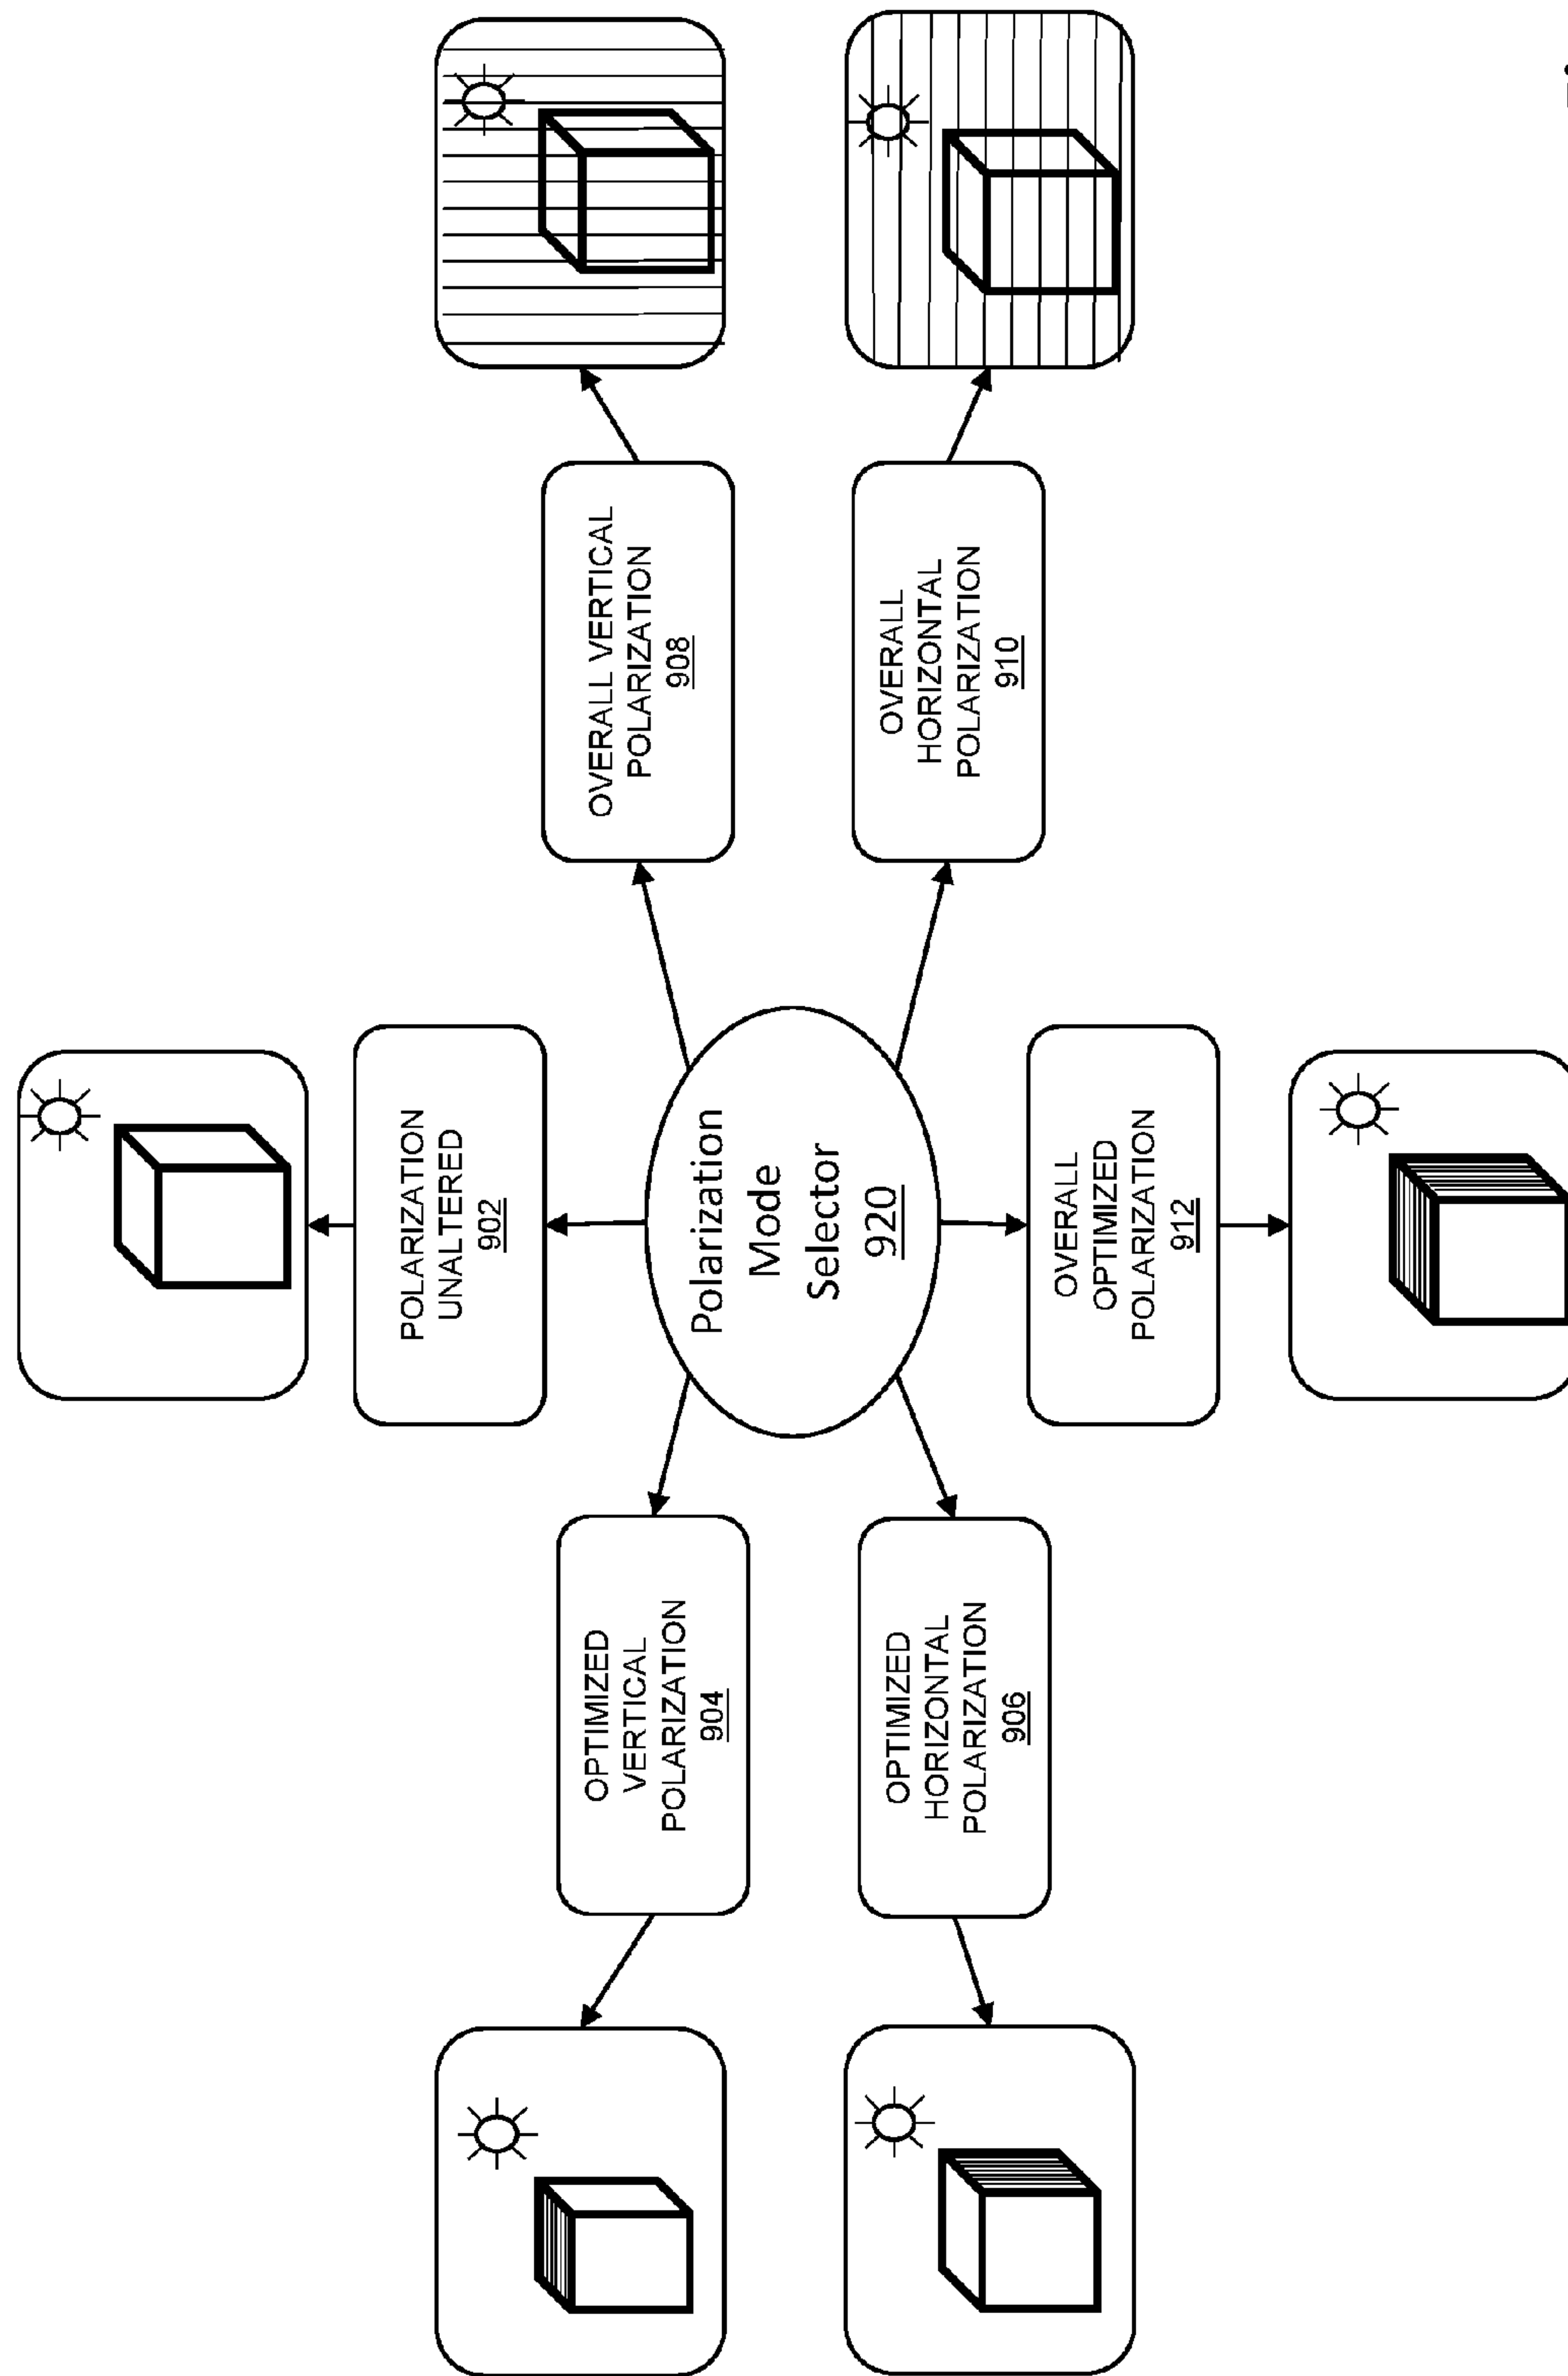 POLARIZATION
UNALTERED
902
OPTIMIZED
VERTICAL
POLARIZATION
904
OVERALL VERTICAL
POLARIZATION
908
Polarization
Mode
Selector
920
OPTIMIZED
HORIZONTAL
POLARIZATION
906
OVERALL
HORIZONTAL
POLARIZATION
910
OVERALL
OPTIMIZED
POLARIZATION
912